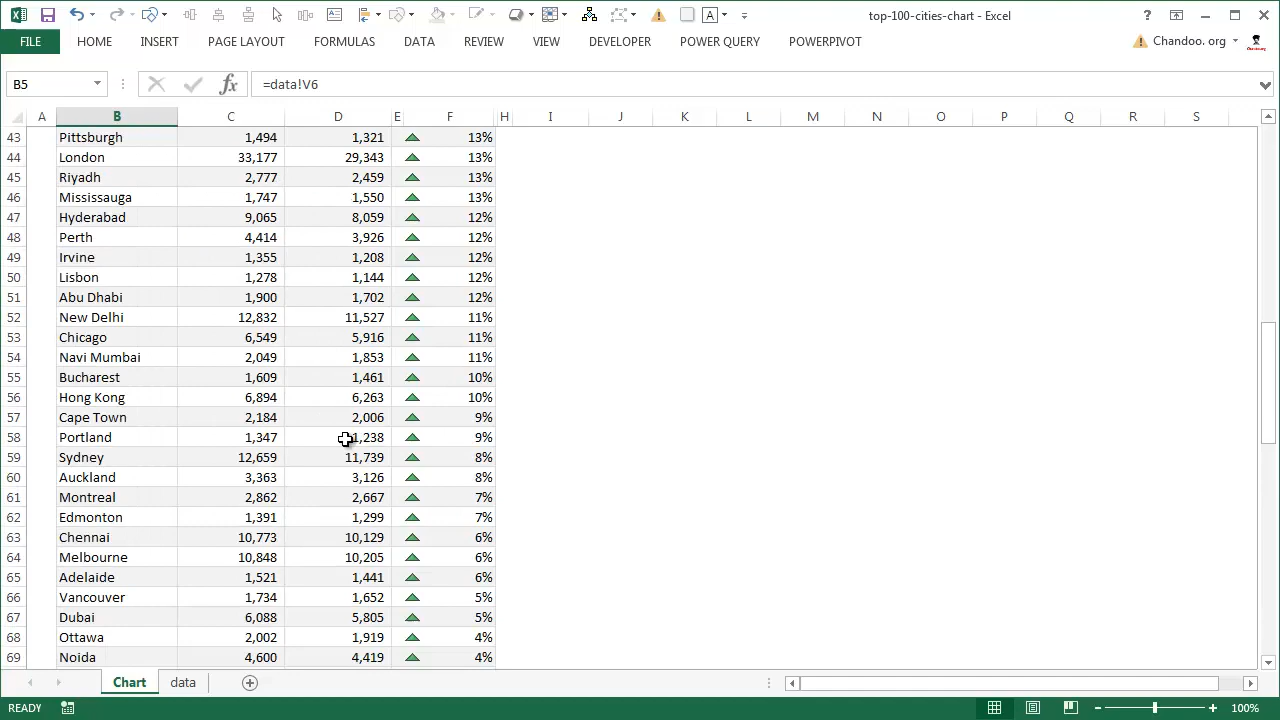 top-100-cities-chart - Excel
FILE HOME INSERT PAGE LAYOUT FORMULAS DATA REVIEW VIEW DEVELOPER POWERQUERY POWERPIVOT Chandoo. org
B5 fx =data!V6
A B C D E F H I J K L M N O P Q R S
43 Pittsburgh 1,494 1,321 13%
44 London 33,177 29,343 13%
45 Riyadh 2,777 2,459 13%
46 Mississauga 1,747 1,550 13%
47 Hyderabad 9,065 8,059 12%
48 Perth 4,414 3,926 12%
49 Irvine 1,355 1,208 12%
50 Lisbon 1,278 1,144 12%
51 Abu Dhabi 1,900 1,702 12%
52 New Delhi 12,832 11,527 11%
53 Chicago 6,549 5,916 11%
54 Navi Mumbai 2,049 1,853 11%
55 Bucharest 1,609 1,461 10%
56 Hong Kong 6,894 6,263 10%
57 Cape Town 2,184 2,006 9%
58 Portland 1,347 1,238 9%
59 Sydney 12,659 11,739 8%
60 Auckland 3,363 3,126 8%
61 Montreal 2,862 2,667 7%
62 Edmonton 1,391 1,299 7%
63 Chennai 10,773 10,129 6%
64 Melbourne 10,848 10,205 6%
65 Adelaide 1,521 1,441 6%
66 Vancouver 1,734 1,652 5%
67 Dubai 6,088 5,805 5%
68 Ottawa 2,002 1,919 4%
69 Noida 4,600 4,419 4%
Chart data
READY 100%